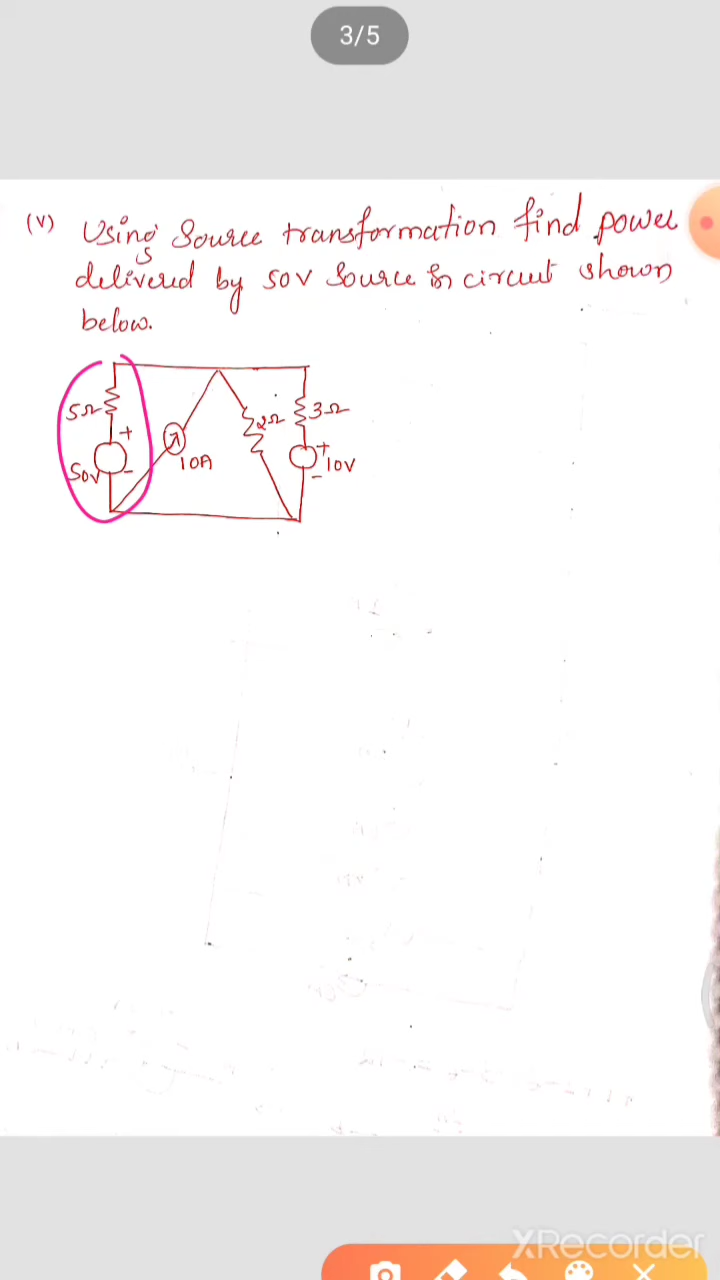 3/5
(V) Using Source transformation find power
delivered by 50V Source in circuit shown
below.
5Ω
2Ω
3Ω
+
+
50V
-
10A
10V
-
XRecorder